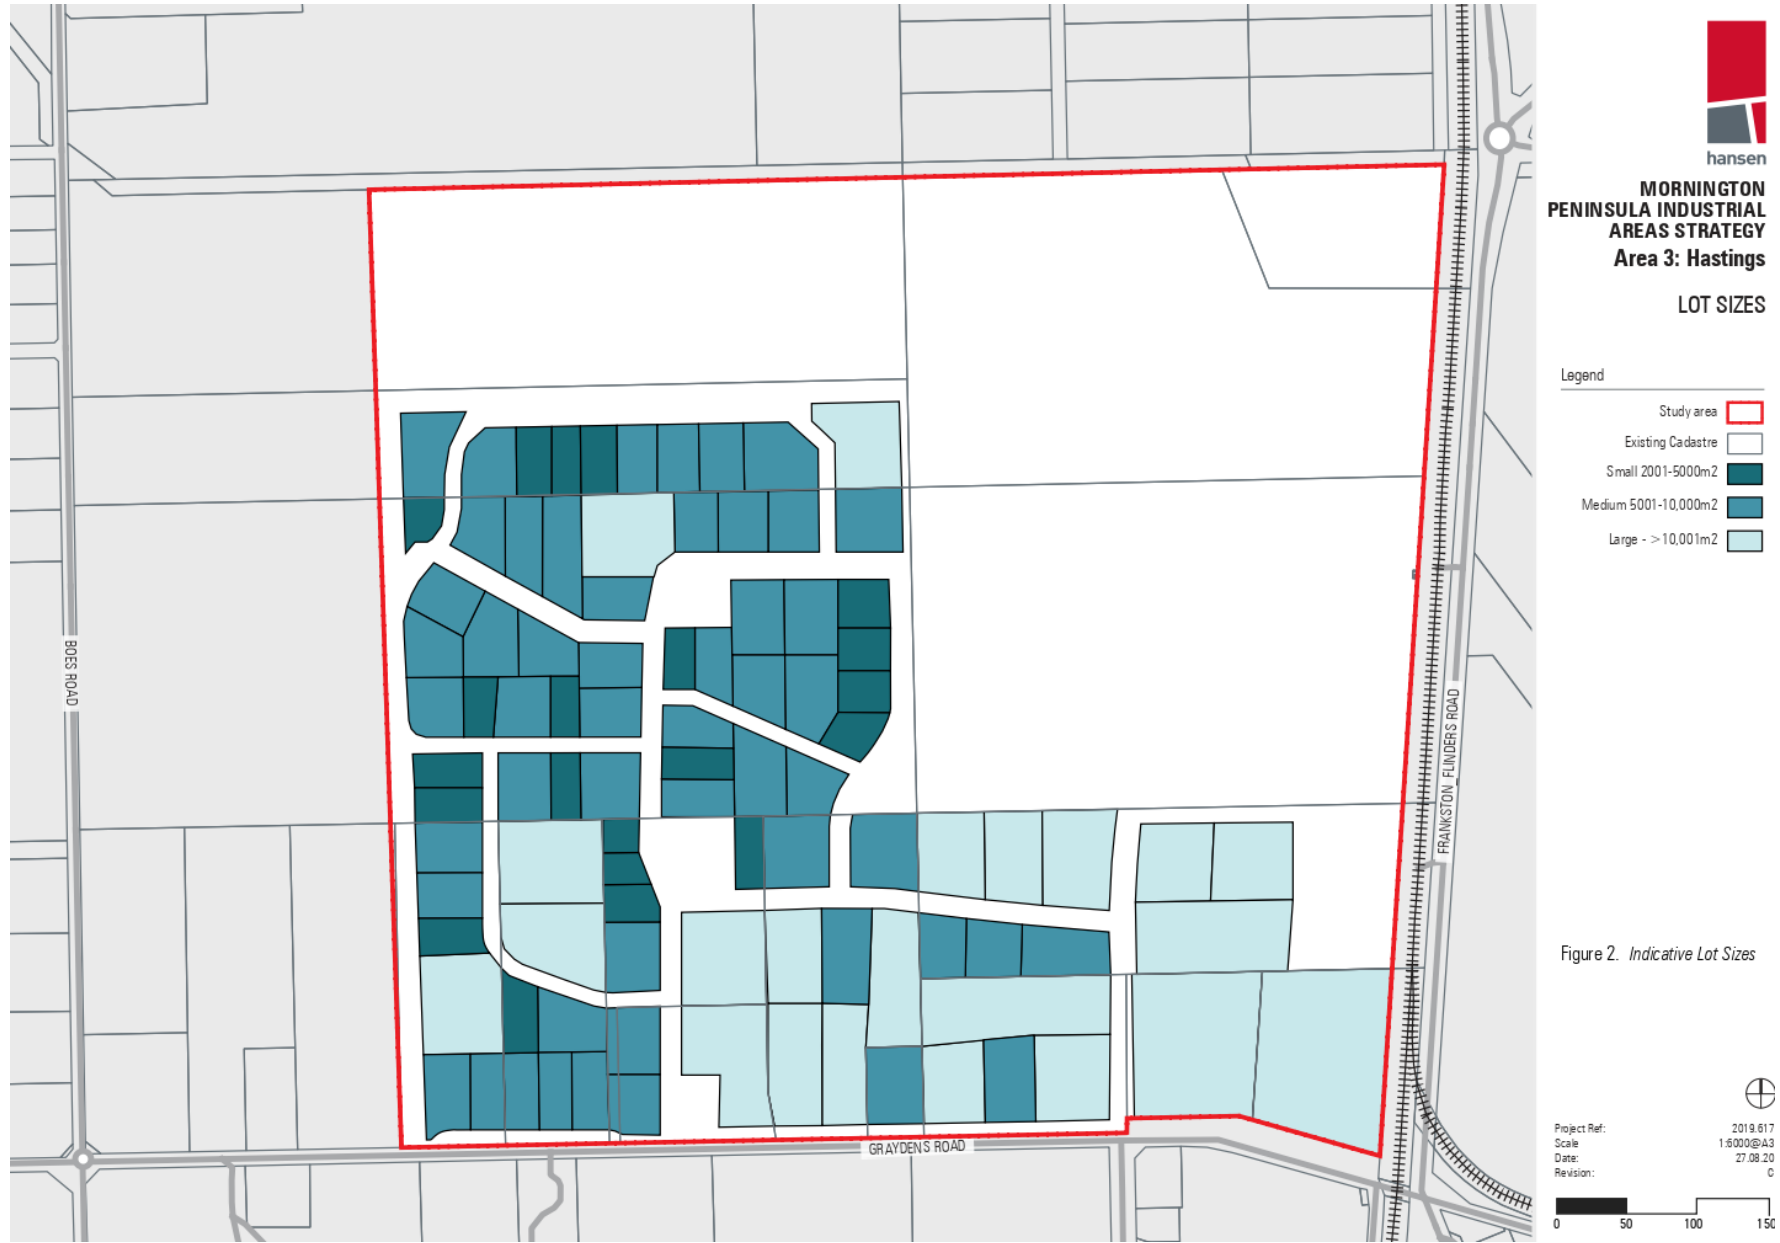 hansen
MORNINGTON
PENINSULA INDUSTRIAL
AREAS STRATEGY
Area 3: Hastings
LOT SIZES
Legend
Study area
Existing Cadastre
Small 2001-5000m2
Medium 5001-10,000m2
Large - >10,001m2
BOES ROAD
FRANKSTON FLINDERS ROAD
GRAYDENS ROAD
Figure 2. Indicative Lot Sizes
Project Ref: 2019.617
Scale 1:6000@A3
Date: 27.08.20
Revision: C
0 50 100 150